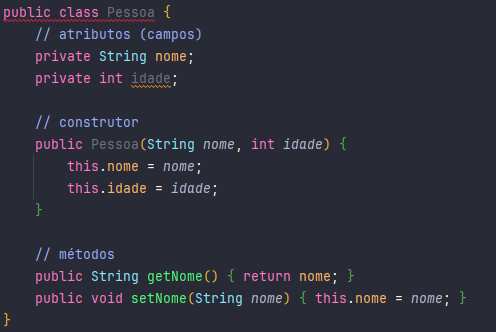 public class Pessoa {
    // atributos (campos)
    private String nome;
    private int idade;

    // construtor
    public Pessoa(String nome, int idade) {
        this.nome = nome;
        this.idade = idade;
    }

    // métodos
    public String getNome() { return nome; }
    public void setNome(String nome) { this.nome = nome; }
}